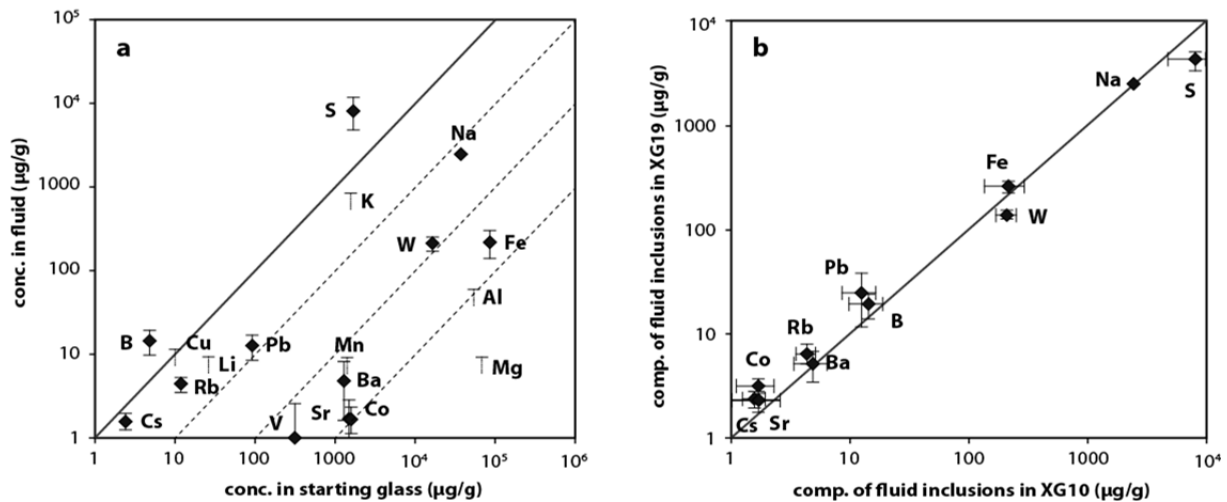 a
10^5
10^4
1000
100
10
1
conc. in fluid (μg/g)
S
K
Na
W
Fe
Al
Mg
B
Cu
Li
Pb
Mn
Rb
Ba
Cs
V
Sr
Co
1 10 100 1000 10^4 10^5 10^6
conc. in starting glass (μg/g)
b
10^4
1000
100
10
1
comp. of fluid inclusions in XG19 (μg/g)
Na
S
Fe
W
Pb
B
Rb
Co
Ba
Cs
Sr
1 10 100 1000 10^4
comp. of fluid inclusions in XG10 (μg/g)